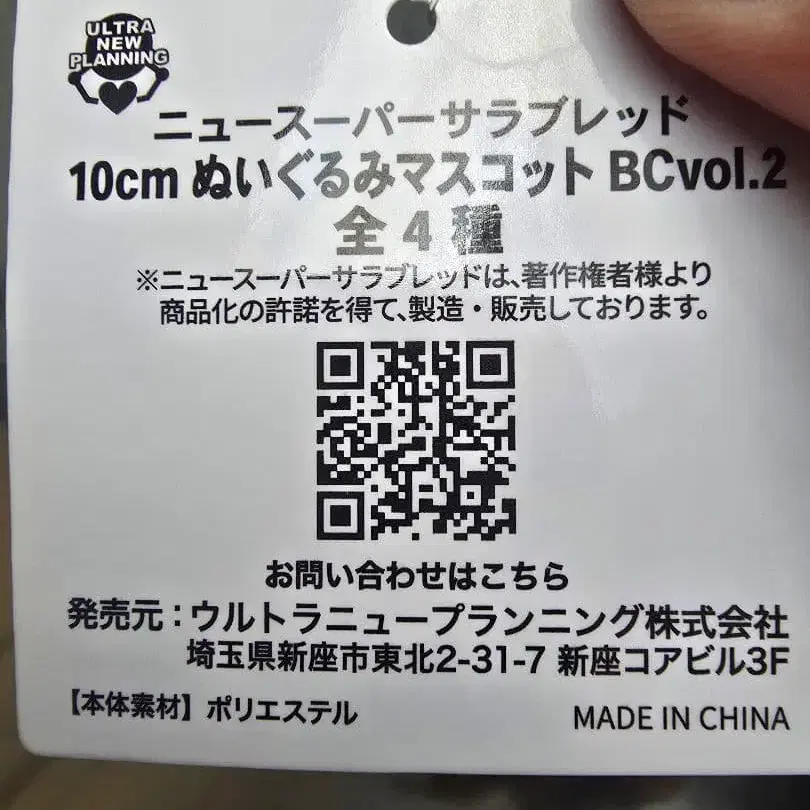 ULTRA
NEW
PLANNING
ニュースーパーサラブレッド
10cm ぬいぐるみマスコット BCvol.2
全4種
※ニュースーパーサラブレッドは、著作権者様より
商品化の許諾を得て、製造・販売しております。
お問い合わせはこちら
発売元：ウルトラニュープランニング株式会社
埼玉県新座市東北2-31-7 新座コアビル3F
【本体素材】ポリエステル
MADE IN CHINA